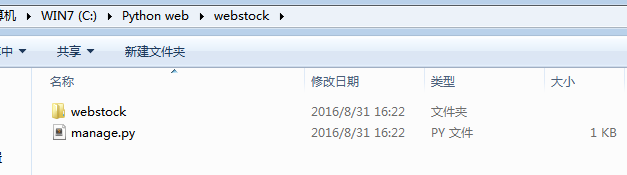 算机 ▸ WIN7 (C:) ▸ Python web ▸ webstock ▸
中 ▾ 共享 ▾ 新建文件夹
名称 修改日期 类型 大小
webstock 2016/8/31 16:22 文件夹
manage.py 2016/8/31 16:22 PY 文件 1 KB